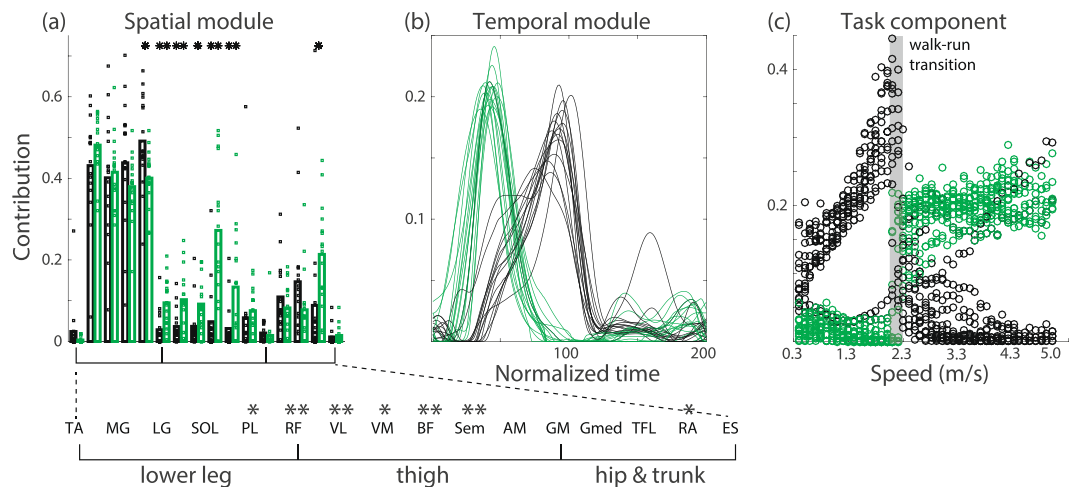 (a) Spatial module
* ** ** * ** ** *
Contribution
0.6
0.4
0.2
0
(b) Temporal module
0.2
0.1
100 200
Normalized time
(c) Task component
walk-run
transition
0.4
0.2
0
0.3 1.3 2.3 3.3 4.3 5.0
Speed (m/s)
* ** ** * ** ** *
TA MG LG SOL PL RF VL VM BF Sem AM GM Gmed TFL RA ES
lower leg thigh hip & trunk